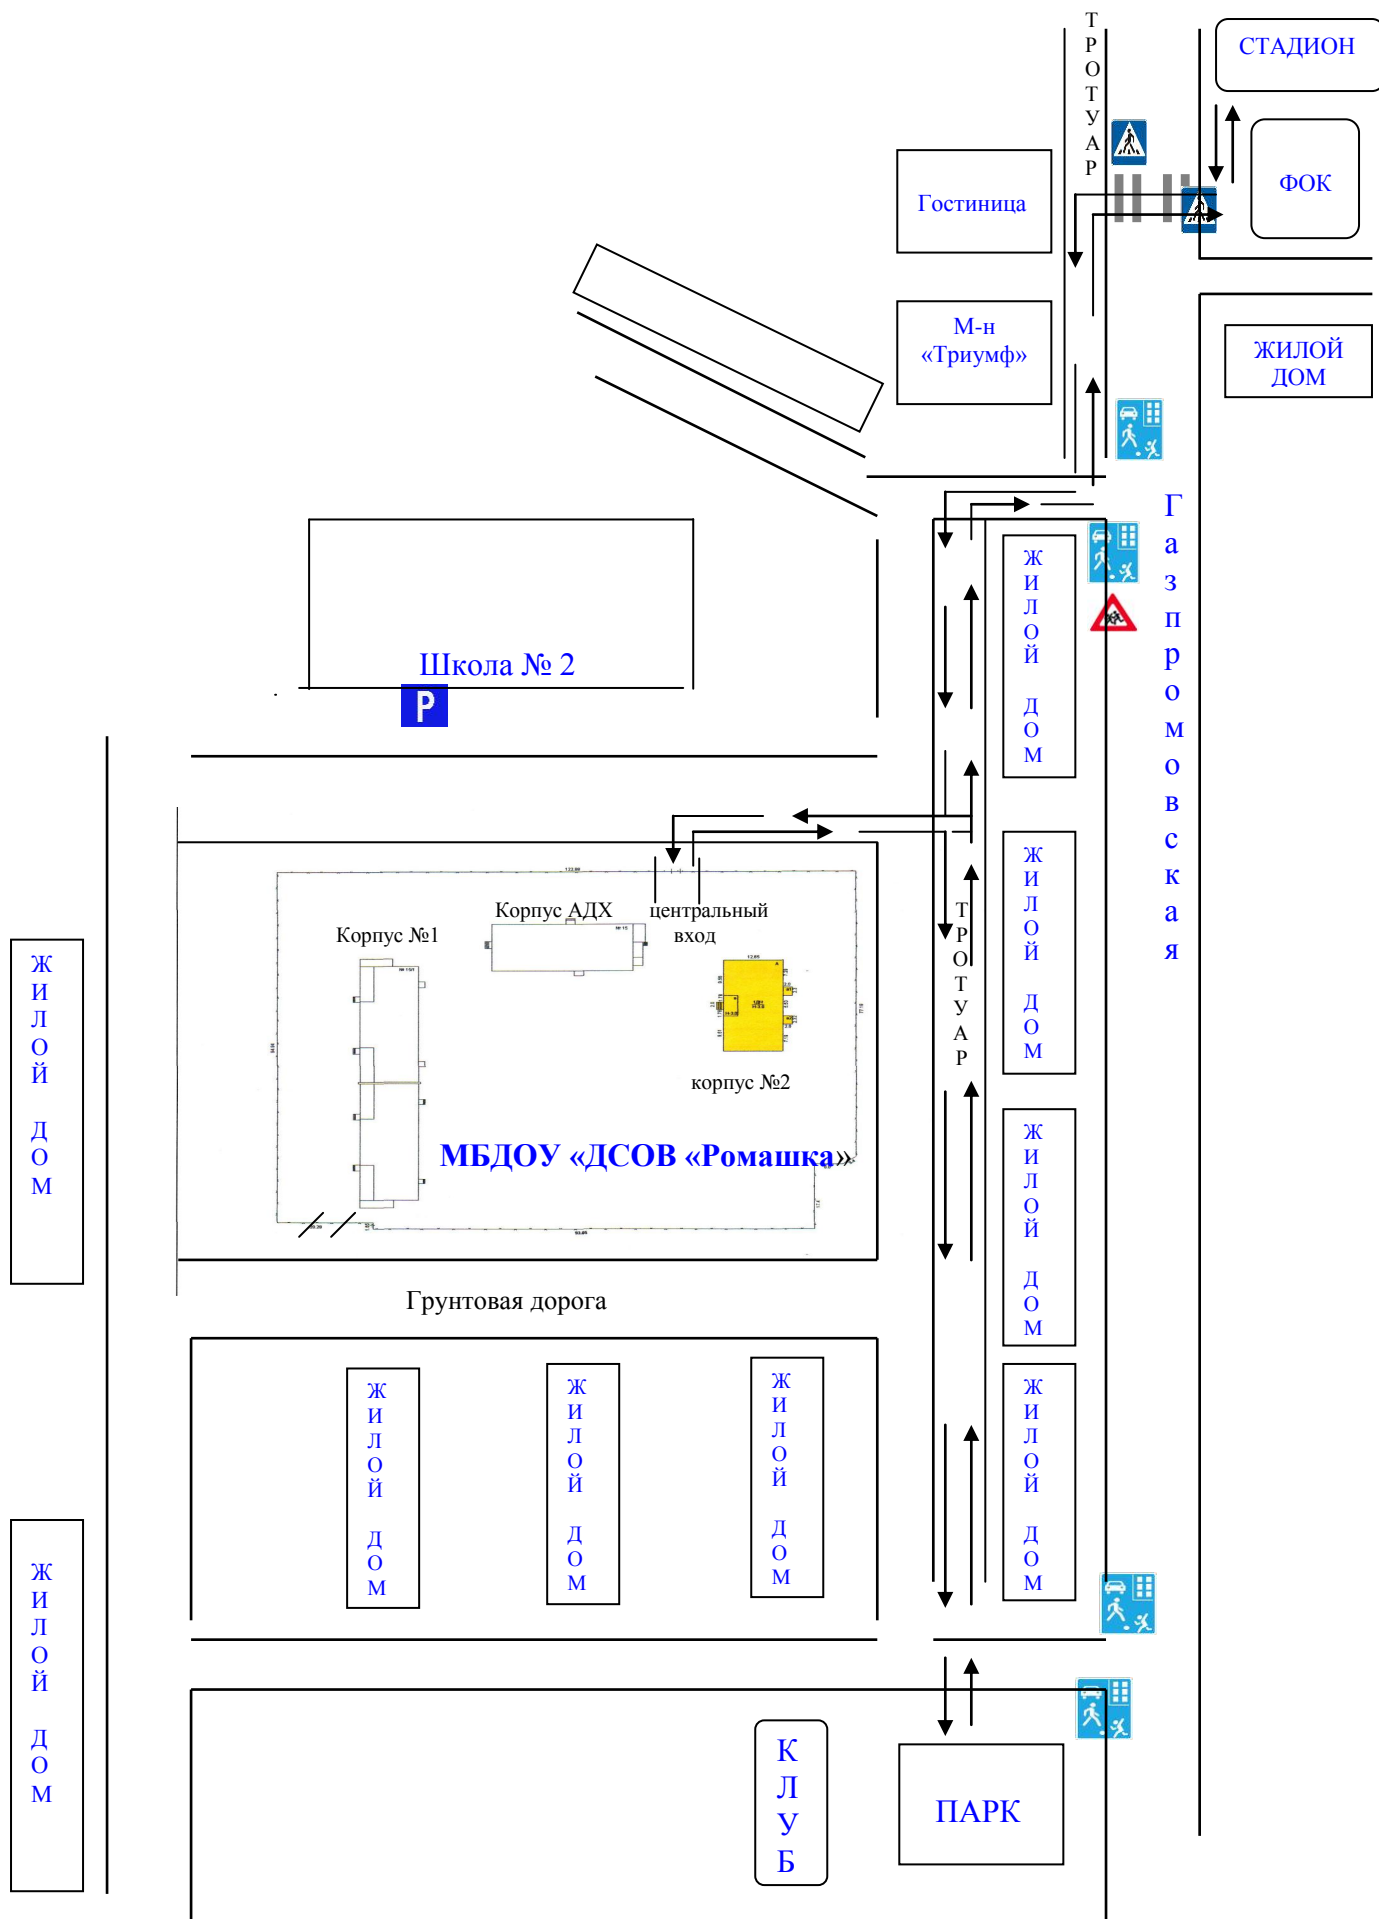 ТРОТУАР
СТАДИОН
ФОК
Гостиница
М-н
«Триумф»
ЖИЛОЙ
ДОМ
Газпромовская
ЖИЛОЙ ДОМ
Школа № 2
P
ЖИЛОЙ ДОМ
ТРОТУАР
Корпус АДХ
центральный
вход
Корпус №1
№ 15
корпус №2
МБДОУ «ДСОВ «Ромашка»
ЖИЛОЙ ДОМ
ЖИЛОЙ ДОМ
Грунтовая дорога
ЖИЛОЙ ДОМ
ЖИЛОЙ ДОМ
ЖИЛОЙ ДОМ
ЖИЛОЙ ДОМ
ЖИЛОЙ ДОМ
КЛУБ
ПАРК